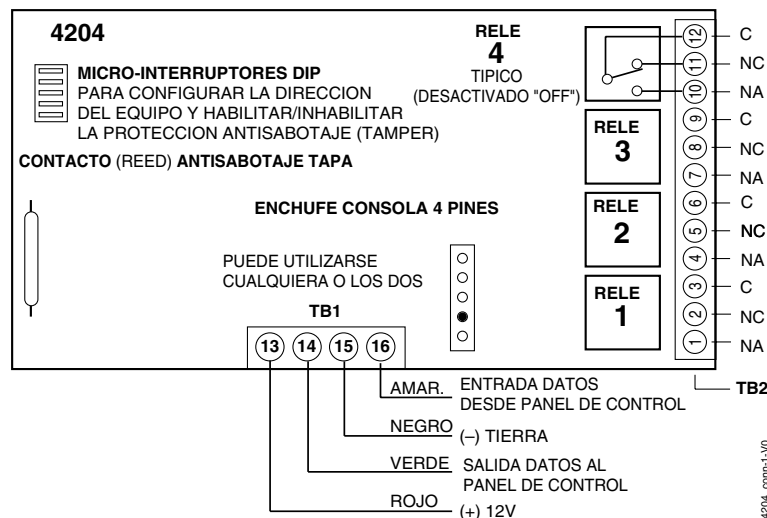 4204
MICRO-INTERRUPTORES DIP
PARA CONFIGURAR LA DIRECCION
DEL EQUIPO Y HABILITAR/INHABILITAR
LA PROTECCION ANTISABOTAJE (TAMPER)
CONTACTO (REED) ANTISABOTAJE TAPA
RELE
4
TIPICO
(DESACTIVADO "OFF")
RELE
3
RELE
2
RELE
1
12 C
11 NC
10 NA
9 C
8 NC
7 NA
6 C
5 NC
4 NA
3 C
2 NC
1 NA
TB2
ENCHUFE CONSOLA 4 PINES
PUEDE UTILIZARSE
CUALQUIERA O LOS DOS
TB1
13 14 15 16
AMAR. ENTRADA DATOS
DESDE PANEL DE CONTROL
NEGRO (–) TIERRA
VERDE SALIDA DATOS AL
PANEL DE CONTROL
ROJO (+) 12V
4204_conn-1-V0